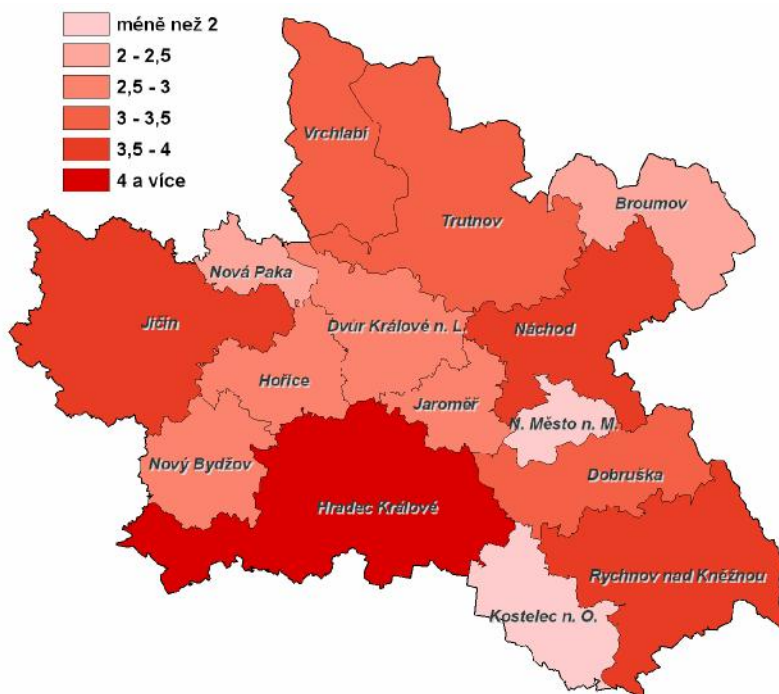 méně než 2
2 - 2,5
2,5 - 3
3 - 3,5
3,5 - 4
4 a více
Vrchlabí
Trutnov
Broumov
Nová Paka
Jičín
Dvůr Králové n. L.
Náchod
Hořice
Jaroměř
N. Město n. M.
Nový Bydžov
Dobruška
Hradec Králové
Rychnov nad Kněžnou
Kostelec n. O.